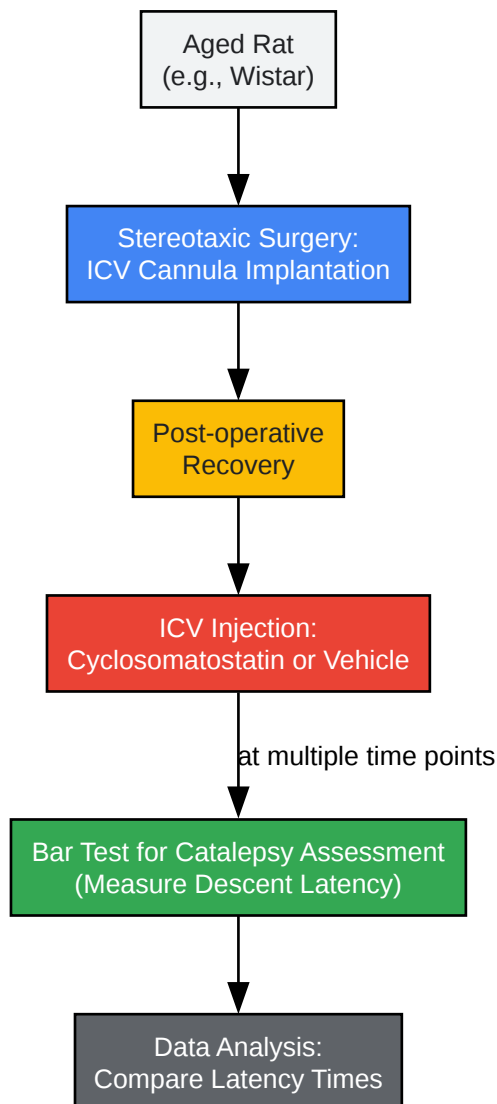 Aged Rat
(e.g., Wistar)
Stereotaxic Surgery:
ICV Cannula Implantation
Post-operative
Recovery
ICV Injection:
Cyclosomatostatin or Vehicle
at multiple time points
Bar Test for Catalepsy Assessment
(Measure Descent Latency)
Data Analysis:
Compare Latency Times